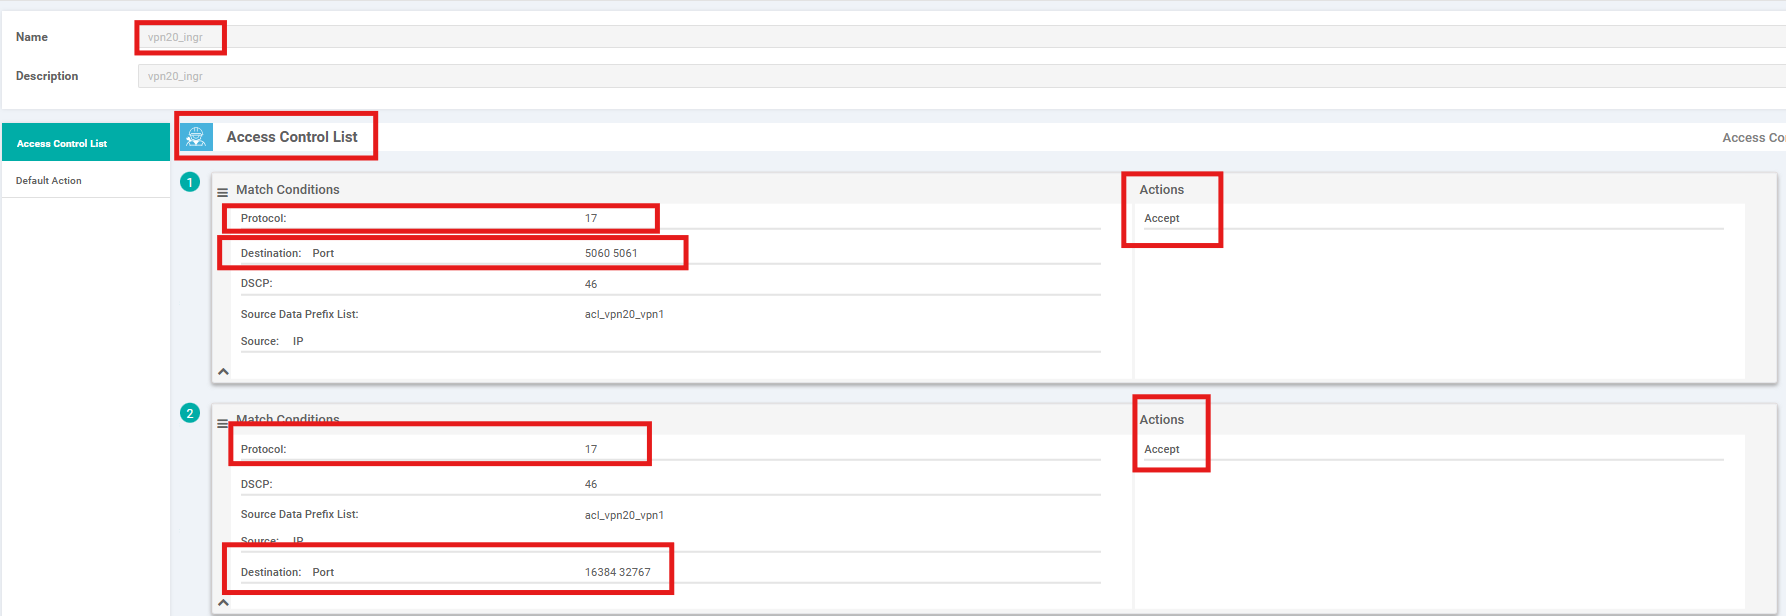 Name vpn20_ingr
Description vpn20_ingr
Access Control List
Default Action
Access Control List
Access Co
1
Match Conditions Actions
Protocol: 17 Accept
Destination: Port 5060 5061
DSCP: 46
Source Data Prefix List: acl_vpn20_vpn1
Source: IP
2
Match Conditions Actions
Protocol: 17 Accept
DSCP: 46
Source Data Prefix List: acl_vpn20_vpn1
Source: IP
Destination: Port 16384 32767